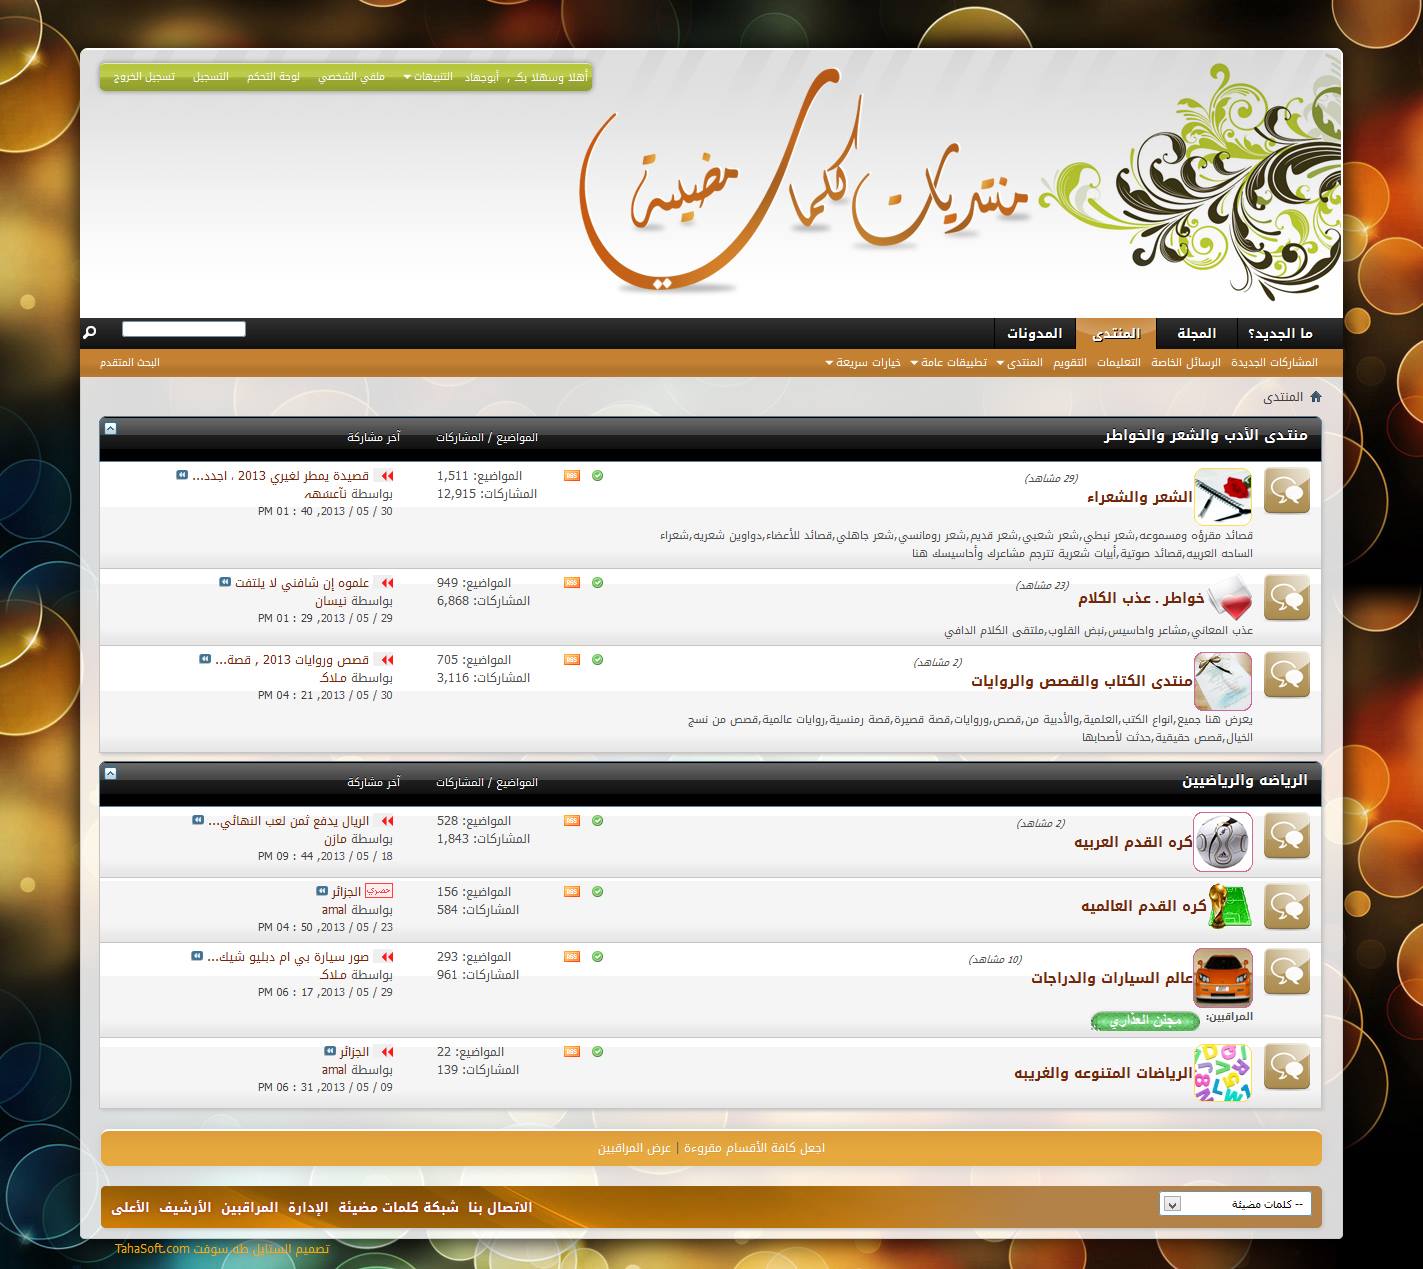 أهلا وسهلا بك , أبوجهاد التنبيهات ملفي الشخصي لوحة التحكم التسجيل تسجيل الخروج
منتديات كلمات مضيئة
ما الجديد؟ المجلة المنتدى المدونات
المشاركات الجديدة الرسائل الخاصة التعليمات التقويم المنتدى تطبيقات عامة خيارات سريعة البحث المتقدم
المنتدى
منتدى الأدب والشعر والخواطر المواضيع / المشاركات آخر مشاركة
(29 مشاهد)
الشعر والشعراء
قصائد مقرؤه ومسموعه,شعر نبطي,شعر شعبي,شعر قديم,شعر رومانسي,شعر جاهلي,قصائد للأعضاء,دواوين شعريه,شعراء
الساحه العربيه,قصائد صوتية,أبيات شعرية تترجم مشاعرك وأحاسيسك هنا
RSS
المواضيع: 1,511
المشاركات: 12,915
قصيدة يمطر لغيري 2013 ، اجدد...
بواسطة ناعشهه
30 / 05 / 2013, 40 : 01 PM
(23 مشاهد)
خواطر . عذب الكلام
عذب المعاني,مشاعر واحاسيس,نبض القلوب,ملتقى الكلام الدافي
RSS
المواضيع: 949
المشاركات: 6,868
علموه إن شافني لا يلتفت
بواسطة نيسان
29 / 05 / 2013, 29 : 01 PM
(2 مشاهد)
منتدى الكتاب والقصص والروايات
يعرض هنا جميع,انواع الكتب,العلمية,والأدبية من,قصص,وروايات,قصة قصيرة,قصة رمنسية,روايات عالمية,قصص من نسج
الخيال,قصص حقيقية,حدثت لأصحابها
RSS
المواضيع: 705
المشاركات: 3,116
قصص وروايات 2013 , قصة...
بواسطة مـلاكـ
30 / 05 / 2013, 21 : 04 PM
الرياضه والرياضيين المواضيع / المشاركات آخر مشاركة
(2 مشاهد)
كره القدم العربيه
RSS
المواضيع: 528
المشاركات: 1,843
الريال يدفع ثمن لعب النهائي...
بواسطة مازن
18 / 05 / 2013, 44 : 09 PM
كره القدم العالميه
RSS
المواضيع: 156
المشاركات: 584
حصري الجزائر
بواسطة amal
23 / 05 / 2013, 50 : 04 PM
(10 مشاهد)
عالم السيارات والدراجات
المراقبين: مجنن العذاري
RSS
المواضيع: 293
المشاركات: 961
صور سيارة بي ام دبليو شيك...
بواسطة مـلاكـ
29 / 05 / 2013, 17 : 06 PM
الرياضات المتنوعه والغريبه
RSS
المواضيع: 22
المشاركات: 139
الجزائر
بواسطة amal
09 / 05 / 2013, 31 : 06 PM
اجعل كافة الأقسام مقروءة | عرض المراقبين
-- كلمات مضيئة
الاتصال بنا شبكة كلمات مضيئة الإدارة المراقبين الأرشيف الأعلى
تصميم الستايل طه سوفت TahaSoft.com